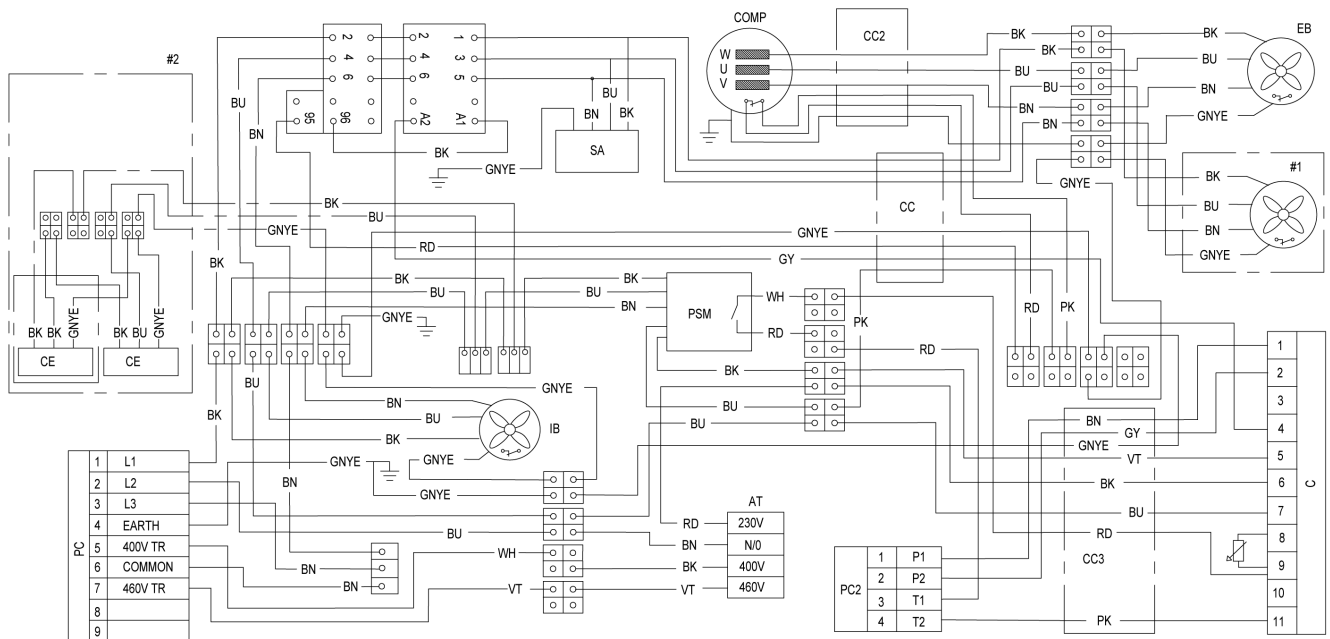 COMP
CC2
BK
BK
EB
#2
2
2
1
W
BK
BK
4
4
3
U
BU
BU
6
6
5
V
BU
BU
BU
BN
BK
BN
BN
BU
95
96
A2
A1
BN
GNYE
BN
BK
SA
GNYE
#1
CC
GNYE
BK
BK
BU
BU
BN
GNYE
GNYE
GNYE
RD
GY
BK
BK
BK
BU
BU
WH
BN
PSM
PK
RD
PK
GNYE
RD
RD
BK BK GNYE
BK BU GNYE
CE
CE
BK
BU
GNYE
BN
BU
BU
BU
IB
BK
BK
GNYE
GNYE
GNYE
BN
BN
GY
GNYE
VT
BK
BU
RD
CC3
PK
1
2
3
4
5
6
7
8
9
10
11
C
PC
1 L1
2 L2
3 L3
4 EARTH
5 400V TR
6 COMMON
7 460V TR
8
9
BU
WH
BN
BN
VT
AT
RD 230V
BN N/0
BK 400V
VT 460V
PC2
1 P1
2 P2
3 T1
4 T2